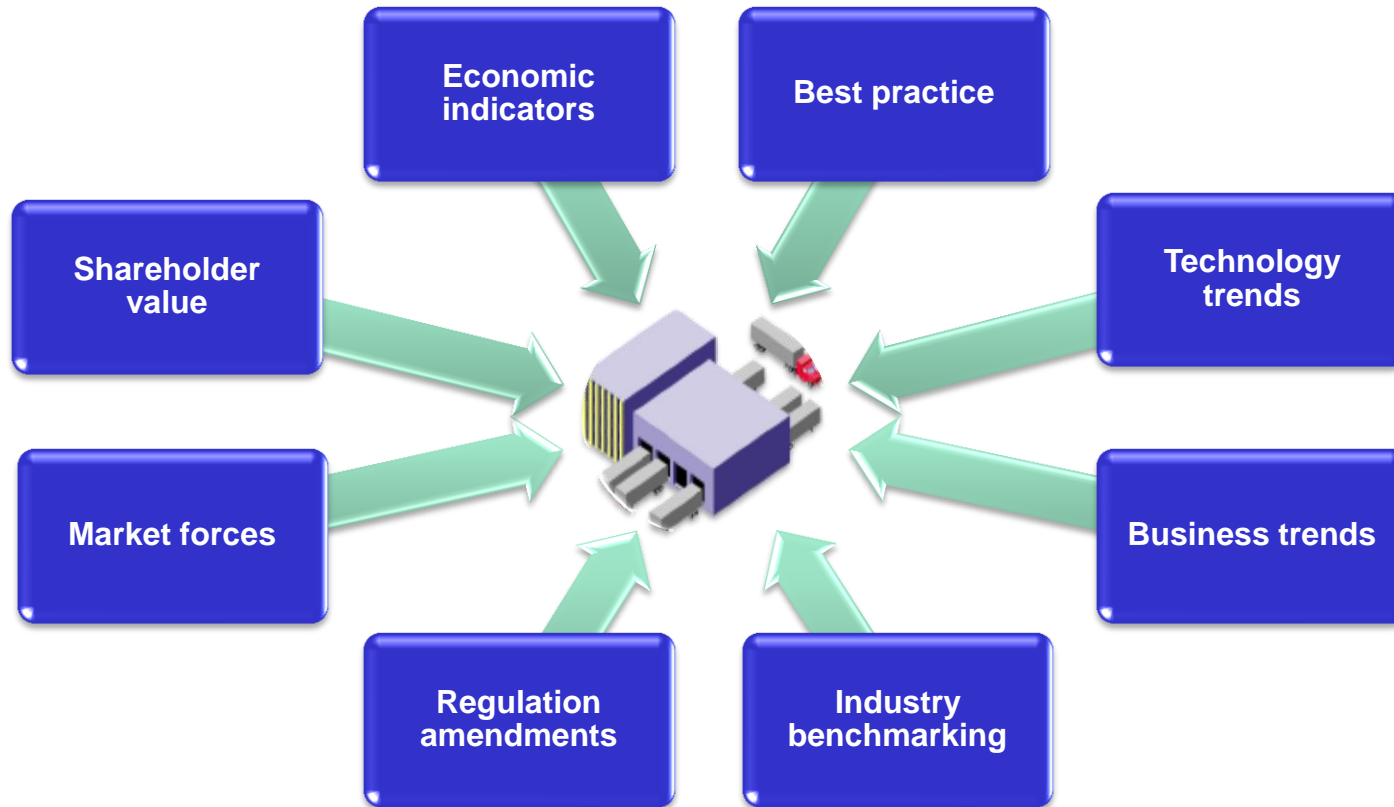 Economic
indicators
Best practice
Shareholder
value
Technology
trends
Market forces
Business trends
Regulation
amendments
Industry
benchmarking